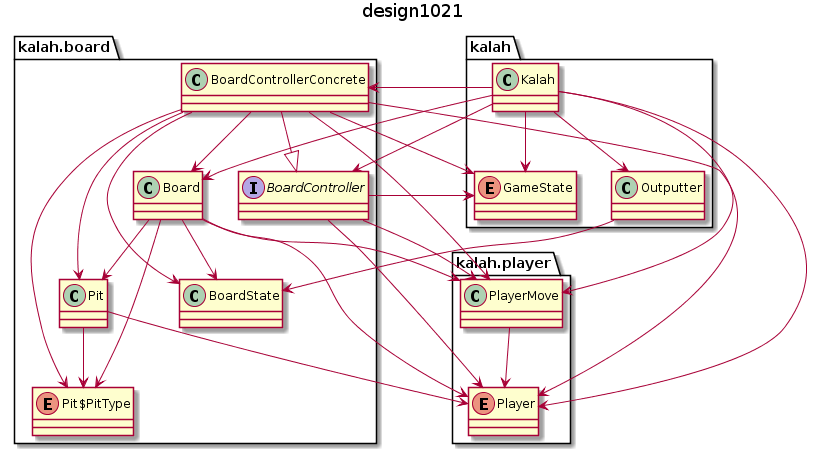 design1021
kalah.board
kalah
C BoardControllerConcrete
C Kalah
C Board
I BoardController
E GameState
C Outputter
kalah.player
C Pit
C BoardState
C PlayerMove
E Pit$PitType
E Player